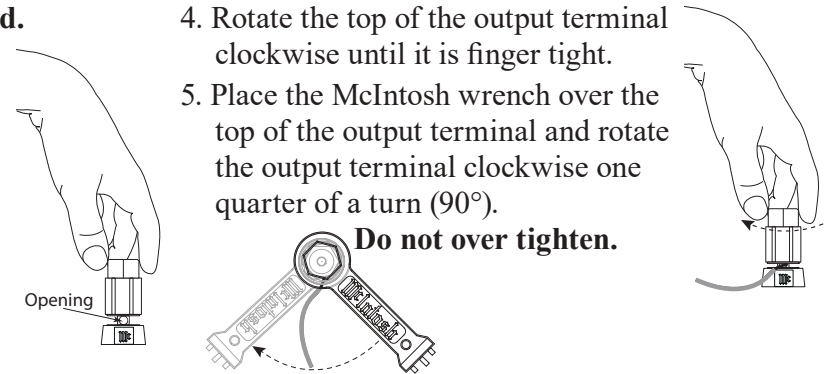 d.
4. Rotate the top of the output terminal
clockwise until it is finger tight.
5. Place the McIntosh wrench over the
top of the output terminal and rotate
the output terminal clockwise one
quarter of a turn (90°).
Do not over tighten.
Opening
McIntosh
McIntosh
Mc
Mc